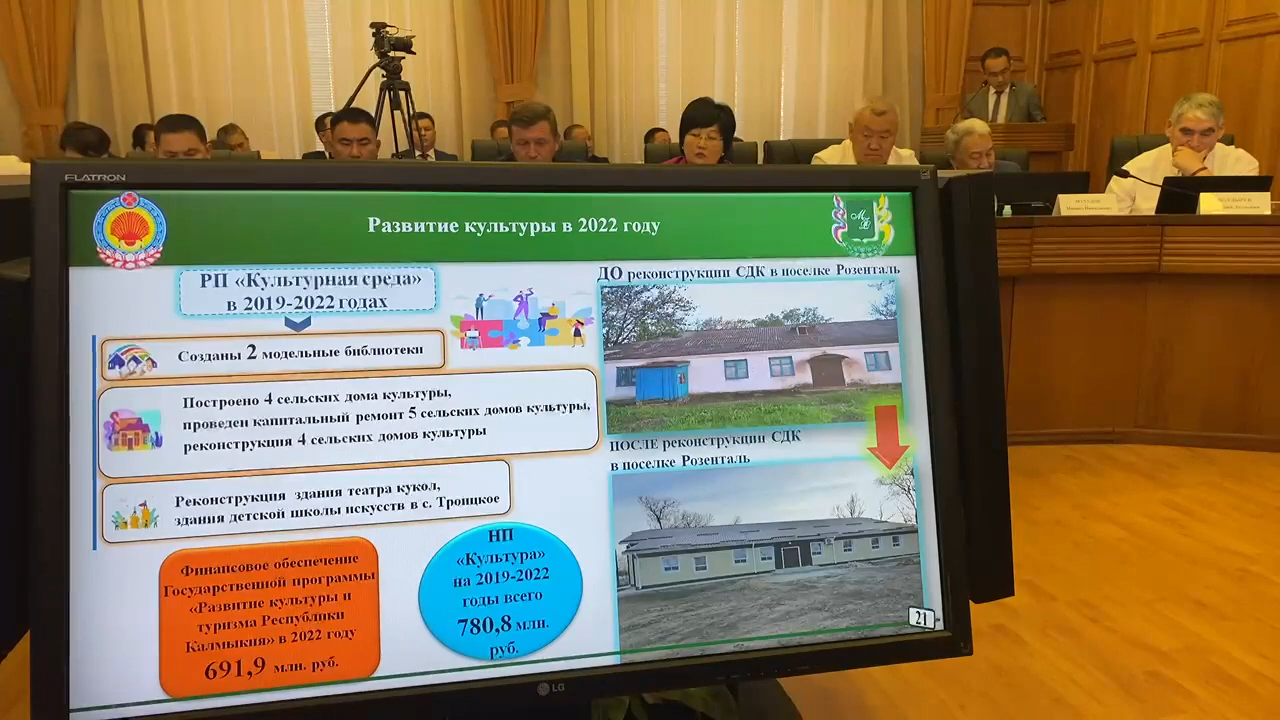 FLATRON
Развитие культуры в 2022 году
РП «Культурная среда»
в 2019-2022 годах
Созданы 2 модельные библиотеки
Построено 4 сельских дома культуры,
проведен капитальный ремонт 5 сельских домов культуры,
реконструкция 4 сельских домов культуры
Реконструкция здания театра кукол,
здания детской школы искусств в с. Троицкое
Финансовое обеспечение
Государственной программы
«Развитие культуры и
туризма Республики
Калмыкия» в 2022 году
691,9 млн. руб.
НП
«Культура»
на 2019-2022
годы всего
780,8 млн.
руб.
ДО реконструкции СДК в поселке Розенталь
ПОСЛЕ реконструкции СДК
в поселке Розенталь
21
LG